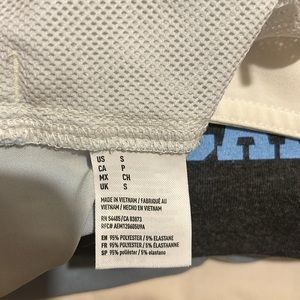 US S
CA P
MX CH
UK S
MADE IN VIETNAM / FABRIQUÉ AU
VIETNAM / HECHO EN VIETNAM
RN 54485/CA 03073
EN 95% POLYESTER / 5% ELASTANE
FR 95% POLYESTER / 5% ÉLASTHANNE
SP 95% poliéster / 5% elastano